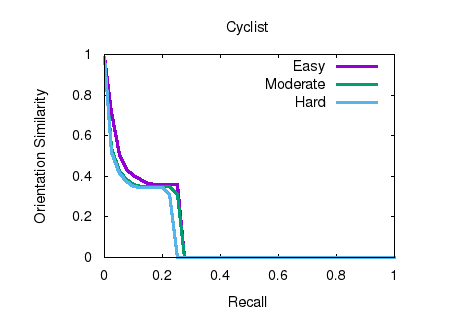 Cyclist
Easy
Moderate
Hard
Orientation Similarity
1
0.8
0.6
0.4
0.2
0
0 0.2 0.4 0.6 0.8 1
Recall